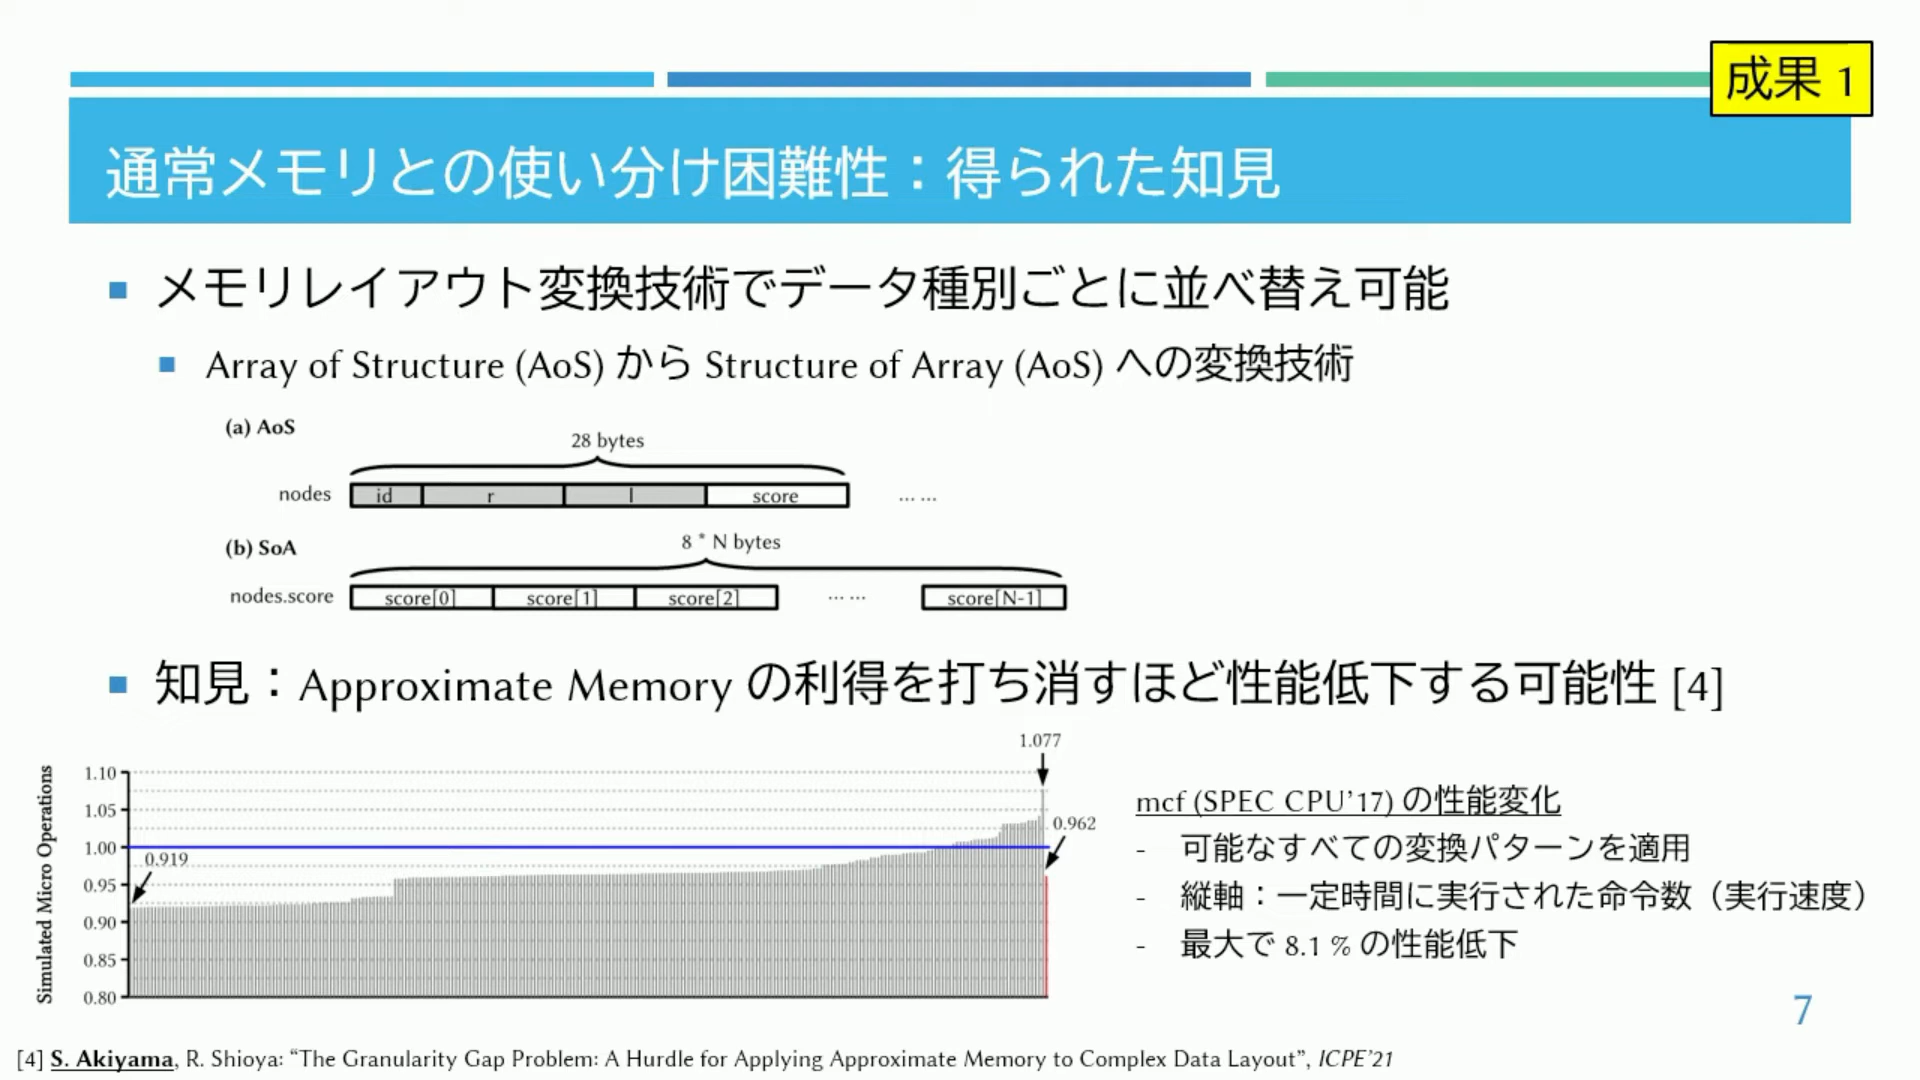 成果 1
通常メモリとの使い分け困難性：得られた知見
メモリレイアウト変換技術でデータ種別ごとに並べ替え可能
Array of Structure (AoS) から Structure of Array (AoS) への変換技術
(a) AoS
28 bytes
nodes id r l score ... ...
(b) SoA
8 * N bytes
nodes.score score[0] score[1] score[2] ... ... score[N-1]
知見：Approximate Memory の利得を打ち消すほど性能低下する可能性 [4]
Simulated Micro Operations
1.10
1.05
1.00
0.95
0.90
0.85
0.80
0.919
1.077
0.962
mcf (SPEC CPU'17) の性能変化
- 可能なすべての変換パターンを適用
- 縦軸：一定時間に実行された命令数（実行速度）
- 最大で 8.1 % の性能低下
7
[4] S. Akiyama, R. Shioya: “The Granularity Gap Problem: A Hurdle for Applying Approximate Memory to Complex Data Layout”, ICPE’21